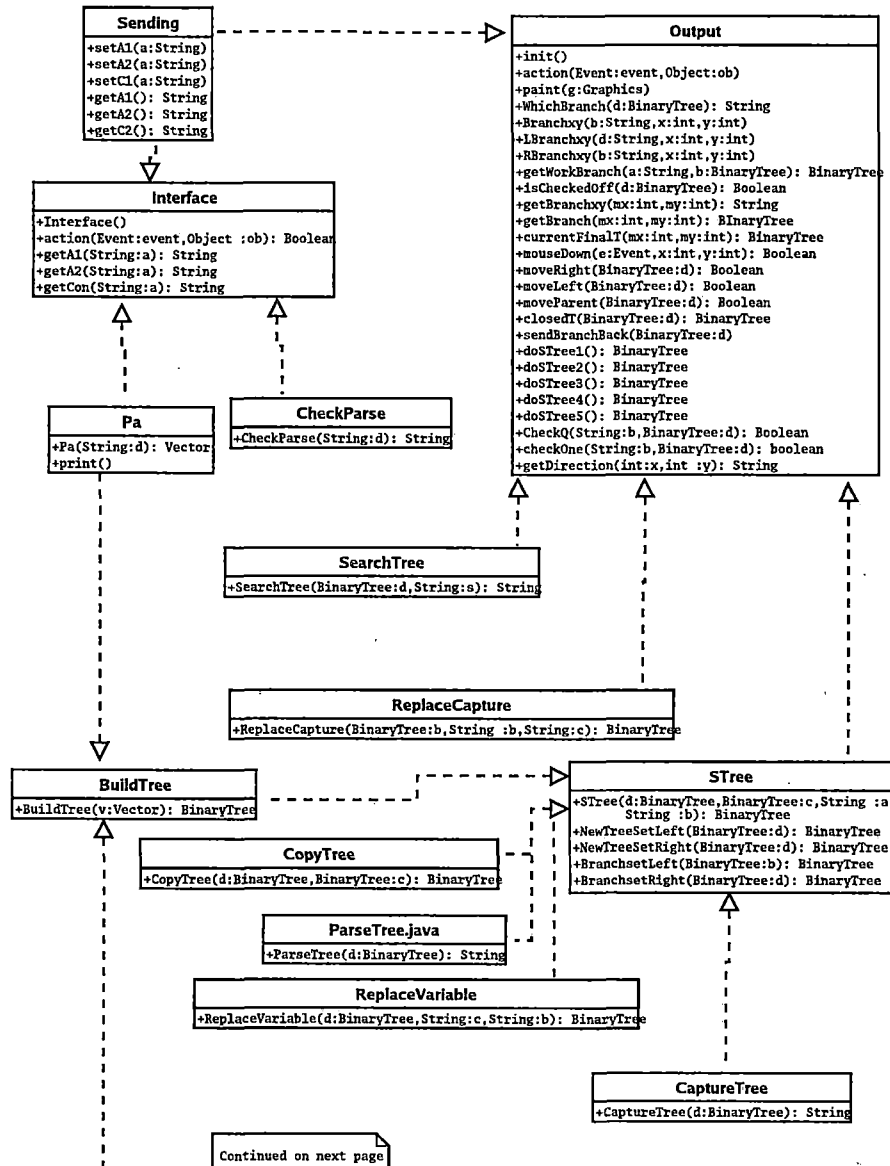 Sending
+setA1(a:String)
+setA2(a:String)
+setC1(a:String)
+getA1(): String
+getA2(): String
+getC2(): String
Output
+init()
+action(Event:event,Object:ob)
+paint(g:Graphics)
+WhichBranch(d:BinaryTree): String
+Branchxy(b:String,x:int,y:int)
+LBranchxy(d:String,x:int,y:int)
+RBranchxy(b:String,x:int,y:int)
+getWorkBranch(a:String,b:BinaryTree): BinaryTree
+isCheckedOff(d:BinaryTree): Boolean
+getBranchxy(mx:int,my:int): String
+getBranch(mx:int,my:int): BInaryTree
+currentFinalT(mx:int,my:int): BinaryTree
+mouseDown(e:Event,x:int,y:int): Boolean
+moveRight(BinaryTree:d): Boolean
+moveLeft(BinaryTree:d): Boolean
+moveParent(BinaryTree:d): Boolean
+closedT(BinaryTree:d): BinaryTree
+sendBranchBack(BinaryTree:d)
+doSTree1(): BinaryTree
+doSTree2(): BinaryTree
+doSTree3(): BinaryTree
+doSTree4(): BinaryTree
+doSTree5(): BinaryTree
+CheckQ(String:b,BinaryTree:d): Boolean
+checkOne(String:b,BinaryTree:d): boolean
+getDirection(int:x,int :y): String
Interface
+Interface()
+action(Event:event,Object :ob): Boolean
+getA1(String:a): String
+getA2(String:a): String
+getCon(String:a): String
Pa
+Pa(String:d): Vector
+print()
CheckParse
+CheckParse(String:d): String
SearchTree
+SearchTree(BinaryTree:d,String:s): String
ReplaceCapture
+ReplaceCapture(BinaryTree:b,String :b,String:c): BinaryTree
BuildTree
+BuildTree(v:Vector): BinaryTree
STree
+STree(d:BinaryTree,BinaryTree:c,String :a
String :b): BinaryTree
+NewTreeSetLeft(BinaryTree:d): BinaryTree
+NewTreeSetRight(BinaryTree:d): BinaryTree
+BranchsetLeft(BinaryTree:b): BinaryTree
+BranchsetRight(BinaryTree:d): BinaryTree
CopyTree
+CopyTree(d:BinaryTree,BinaryTree:c): BinaryTree
ParseTree.java
+ParseTree(d:BinaryTree): String
ReplaceVariable
+ReplaceVariable(d:BinaryTree,String:c,String:b): BinaryTree
CaptureTree
+CaptureTree(d:BinaryTree): String
Continued on next page